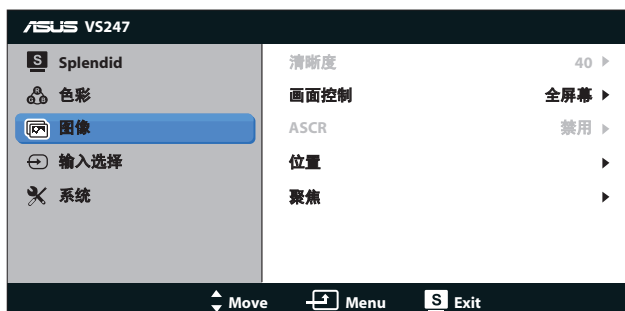 ASUS VS247
S Splendid
色彩
图像
输入选择
系统
清晰度 40
画面控制 全屏幕
ASCR 禁用
位置
聚焦
Move Menu S Exit